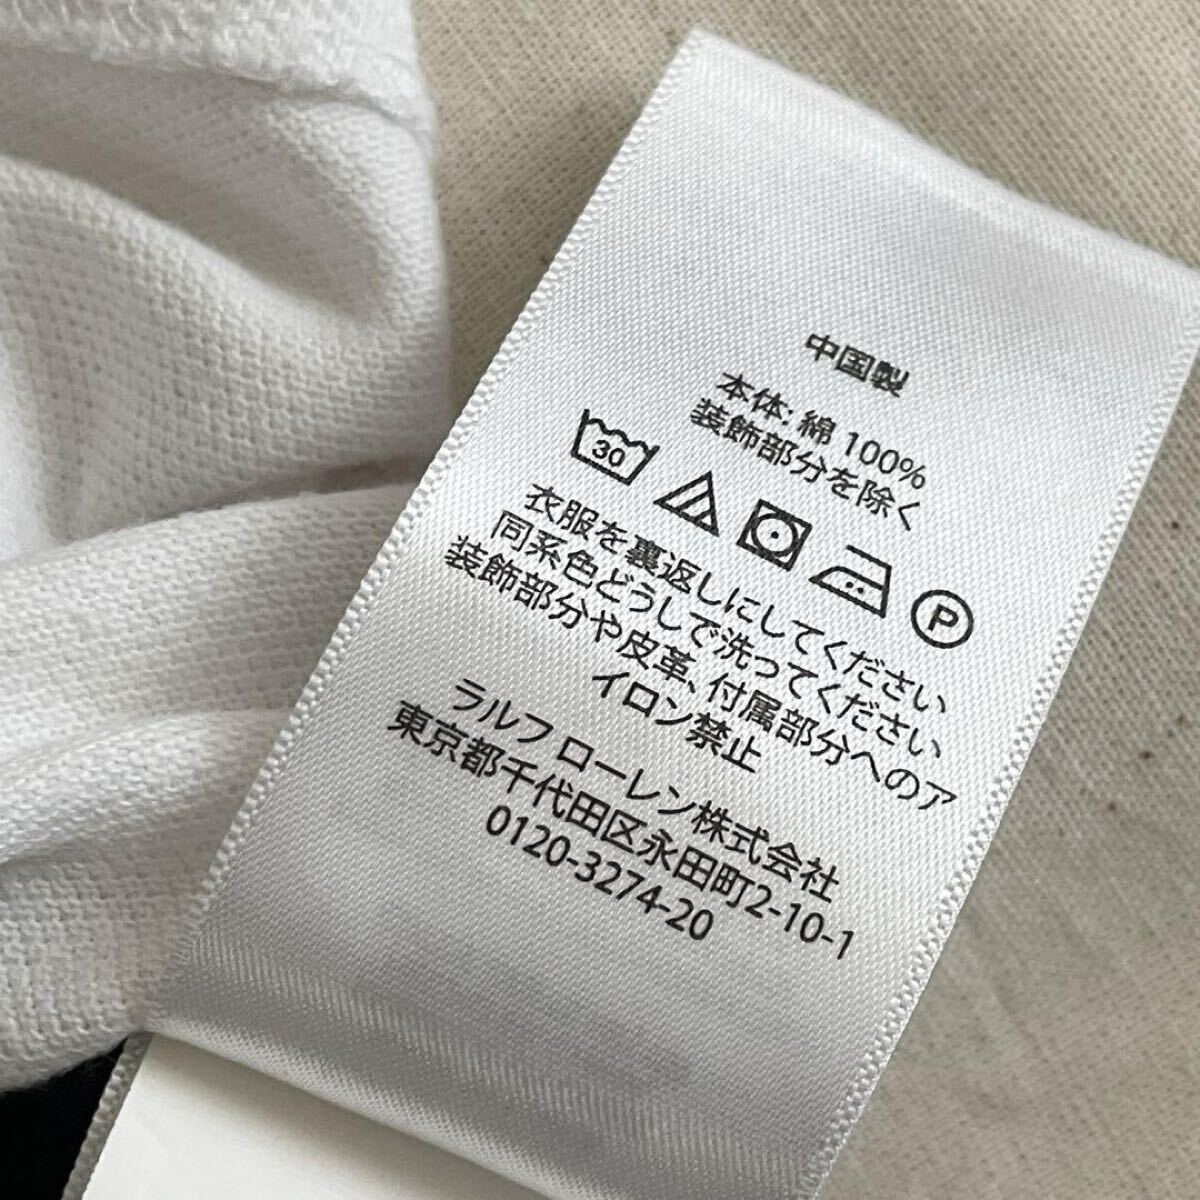 中国製
本体: 綿 100%
装飾部分を除く
30
P
衣服を裏返しにしてください
同系色どうしで洗ってください
装飾部分や皮革、付属部分へのア
イロン禁止
ラルフ ローレン株式会社
東京都千代田区永田町2-10-1
0120-3274-20